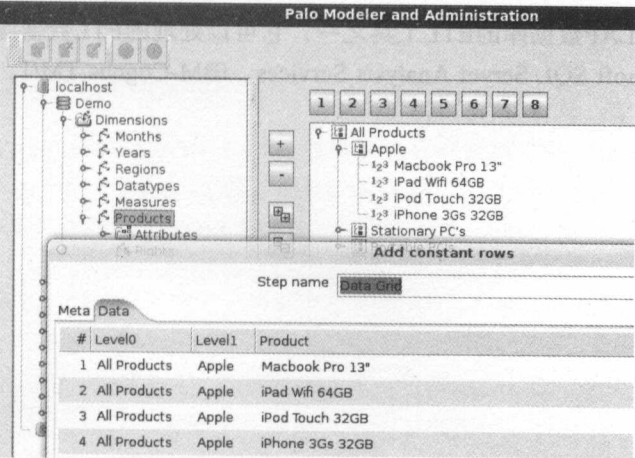 Palo Modeler and Administration
localhost
Demo
Dimensions
Months
Years
Regions
Datatypes
Measures
Products
Attributes
1 2 3 4 5 6 7 8
+
-
All Products
Apple
123 Macbook Pro 13"
123 iPad Wifi 64GB
123 iPod Touch 32GB
123 iPhone 3Gs 32GB
Stationary PC's
Add constant rows
Step name Data Grid
Meta Data
# Level0 Level1 Product
1 All Products Apple Macbook Pro 13"
2 All Products Apple iPad Wifi 64GB
3 All Products Apple iPod Touch 32GB
4 All Products Apple iPhone 3Gs 32GB